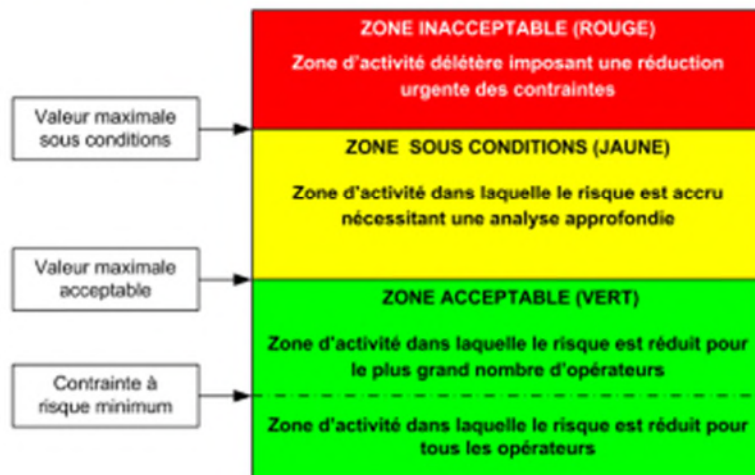 ZONE INACCEPTABLE (ROUGE)
Zone d'activité délétère imposant une réduction
urgente des contraintes
Valeur maximale
sous conditions
ZONE SOUS CONDITIONS (JAUNE)
Zone d'activité dans laquelle le risque est accru
nécessitant une analyse approfondie
Valeur maximale
acceptable
ZONE ACCEPTABLE (VERT)
Zone d'activité dans laquelle le risque est réduit pour
le plus grand nombre d'opérateurs
Contrainte à
risque minimum
Zone d'activité dans laquelle le risque est réduit pour
tous les opérateurs